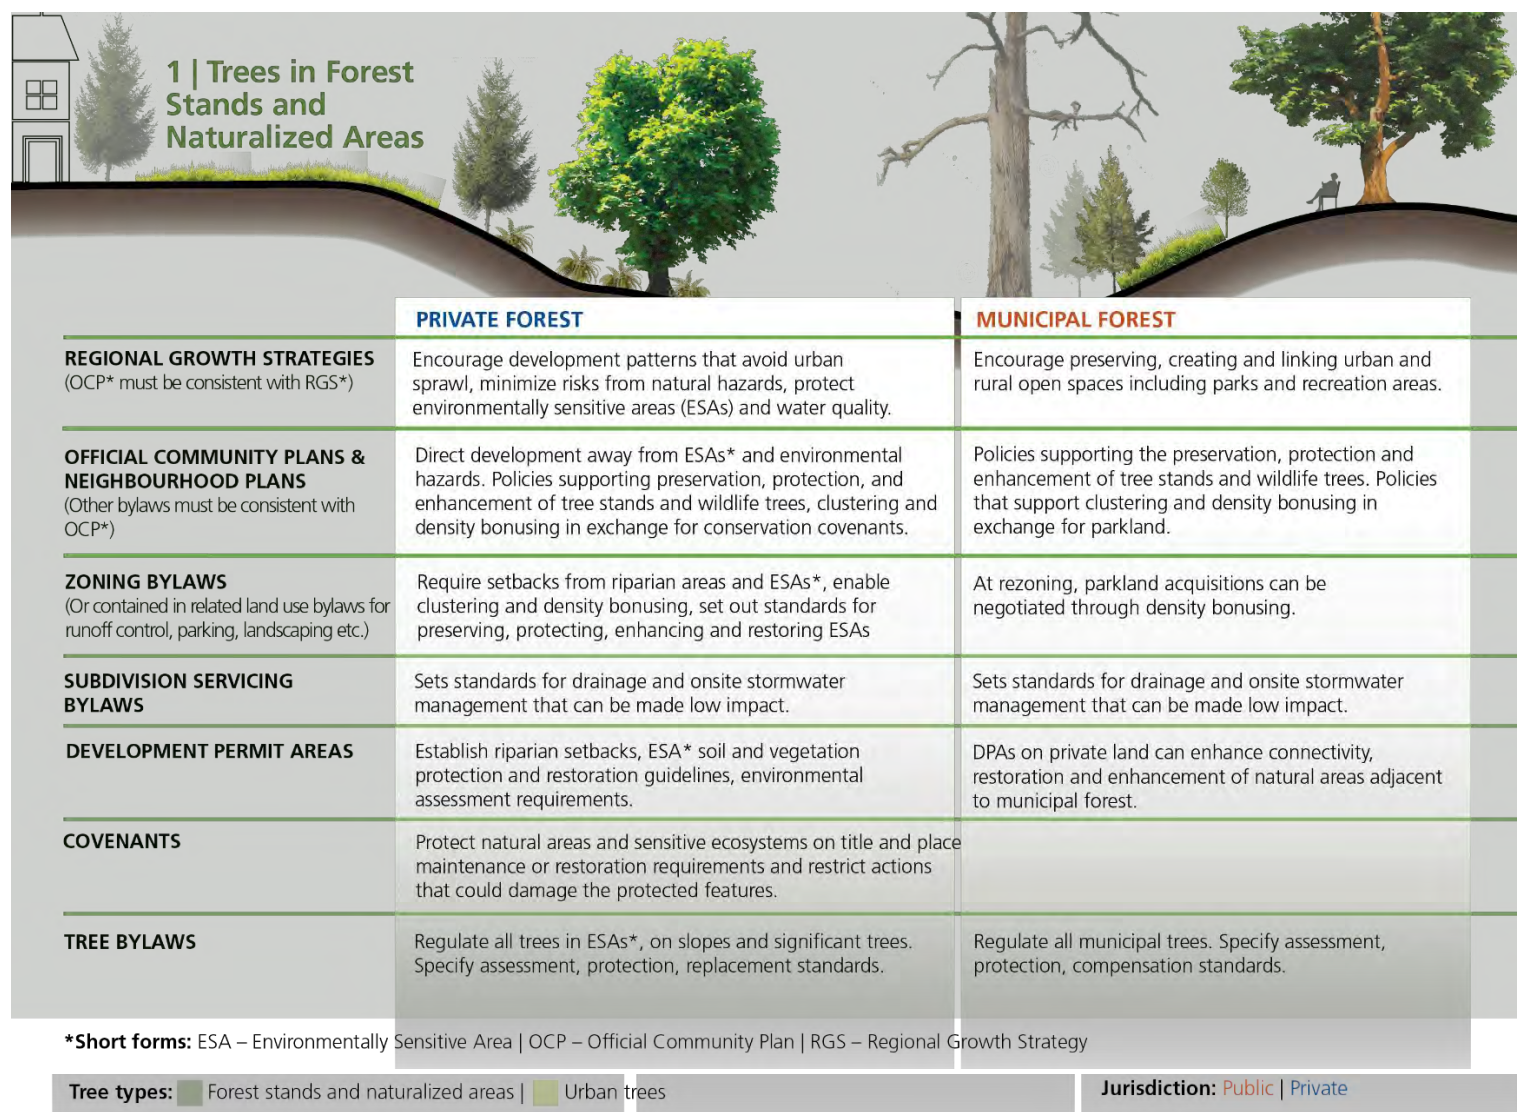 1 | Trees in Forest
Stands and
Naturalized Areas
PRIVATE FOREST
MUNICIPAL FOREST
REGIONAL GROWTH STRATEGIES
(OCP* must be consistent with RGS*)
Encourage development patterns that avoid urban
sprawl, minimize risks from natural hazards, protect
environmentally sensitive areas (ESAs) and water quality.
Encourage preserving, creating and linking urban and
rural open spaces including parks and recreation areas.
OFFICIAL COMMUNITY PLANS &
NEIGHBOURHOOD PLANS
(Other bylaws must be consistent with
OCP*)
Direct development away from ESAs* and environmental
hazards. Policies supporting preservation, protection, and
enhancement of tree stands and wildlife trees, clustering and
density bonusing in exchange for conservation covenants.
Policies supporting the preservation, protection and
enhancement of tree stands and wildlife trees. Policies
that support clustering and density bonusing in
exchange for parkland.
ZONING BYLAWS
(Or contained in related land use bylaws for
runoff control, parking, landscaping etc.)
Require setbacks from riparian areas and ESAs*, enable
clustering and density bonusing, set out standards for
preserving, protecting, enhancing and restoring ESAs
At rezoning, parkland acquisitions can be
negotiated through density bonusing.
SUBDIVISION SERVICING
BYLAWS
Sets standards for drainage and onsite stormwater
management that can be made low impact.
Sets standards for drainage and onsite stormwater
management that can be made low impact.
DEVELOPMENT PERMIT AREAS
Establish riparian setbacks, ESA* soil and vegetation
protection and restoration guidelines, environmental
assessment requirements.
DPAs on private land can enhance connectivity,
restoration and enhancement of natural areas adjacent
to municipal forest.
COVENANTS
Protect natural areas and sensitive ecosystems on title and place
maintenance or restoration requirements and restrict actions
that could damage the protected features.
TREE BYLAWS
Regulate all trees in ESAs*, on slopes and significant trees.
Specify assessment, protection, replacement standards.
Regulate all municipal trees. Specify assessment,
protection, compensation standards.
*Short forms: ESA – Environmentally Sensitive Area | OCP – Official Community Plan | RGS – Regional Growth Strategy
Tree types: Forest stands and naturalized areas | Urban trees
Jurisdiction: Public | Private